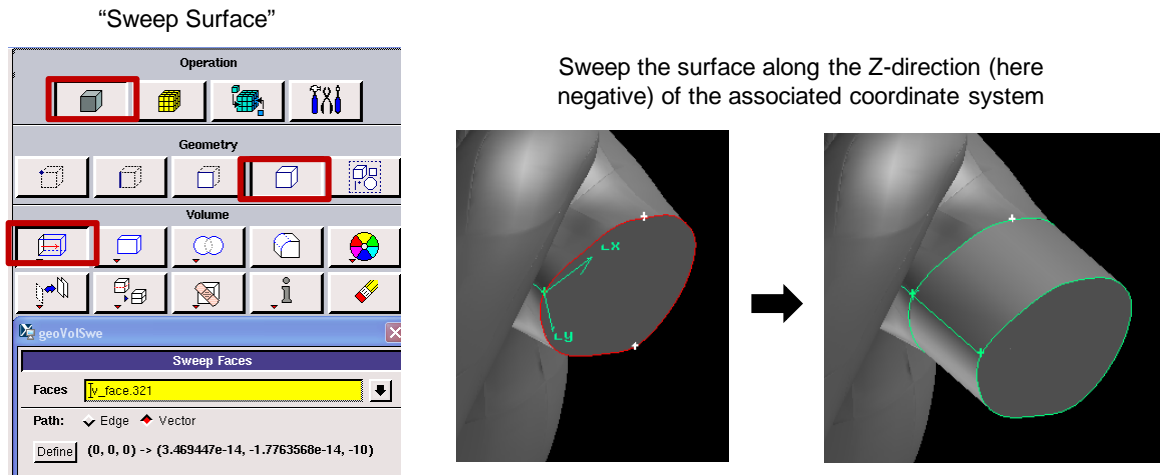 “Sweep Surface”
Operation
Geometry
Volume
geoVolSwe
Sweep Faces
Faces v_face.321
Path: Edge Vector
Define (0, 0, 0) -> (3.469447e-14, -1.7763568e-14, -10)
Sweep the surface along the Z-direction (here
negative) of the associated coordinate system
x
y